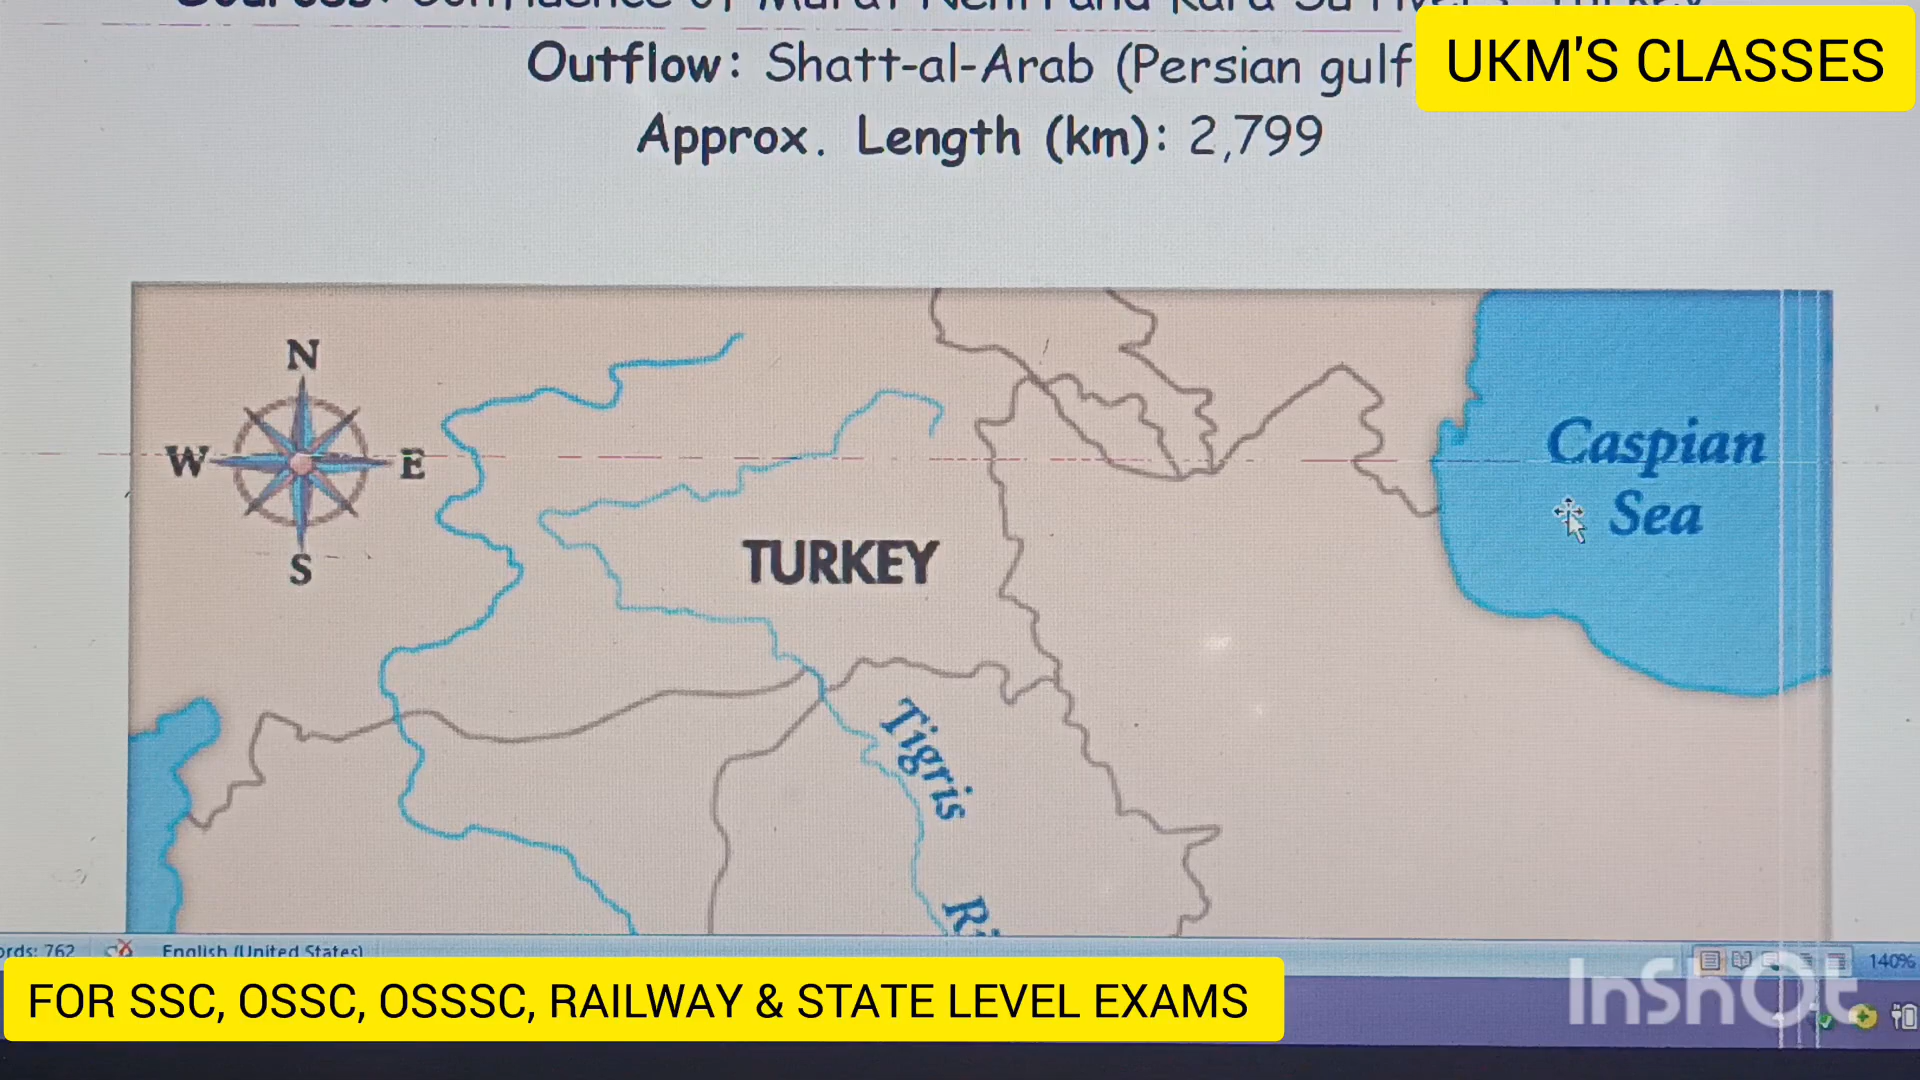 UKM'S CLASSES
Outflow: Shatt-al-Arab (Persian gulf
Approx. Length (km): 2,799
N
W E
S
Caspian
Sea
TURKEY
Tigris
English (United States)
140%
FOR SSC, OSSC, OSSSC, RAILWAY & STATE LEVEL EXAMS
InShOt